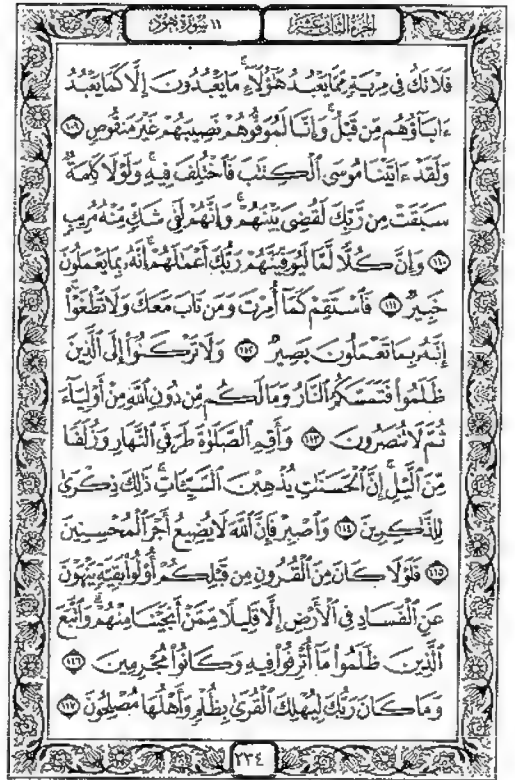 الجزء الثاني عشر
١١ سورة هود
فَلَا تَكُ فِى مِرْيَةٍ مِّمَّا يَعْبُدُ هَٰٓؤُلَآءِ ۚ مَا يَعْبُدُونَ إِلَّا كَمَا يَعْبُدُ
ءَابَآؤُهُم مِّن قَبْلُ ۚ وَإِنَّا لَمُوَفُّوهُمْ نَصِيبَهُمْ غَيْرَ مَنقُوصٍ ١٠٩
وَلَقَدْ ءَاتَيْنَا مُوسَى ٱلْكِتَٰبَ فَٱخْتُلِفَ فِيهِ ۚ وَلَوْلَا كَلِمَةٌ
سَبَقَتْ مِن رَّبِّكَ لَقُضِىَ بَيْنَهُمْ ۚ وَإِنَّهُمْ لَفِى شَكٍّ مِّنْهُ مُرِيبٍ
١١٠ وَإِنَّ كُلًّا لَّمَّا لَيُوَفِّيَنَّهُمْ رَبُّكَ أَعْمَٰلَهُمْ ۚ إِنَّهُۥ بِمَا يَعْمَلُونَ
خَبِيرٌ ١١١ فَٱسْتَقِمْ كَمَآ أُمِرْتَ وَمَن تَابَ مَعَكَ وَلَا تَطْغَوْا۟ ۚ
إِنَّهُۥ بِمَا تَعْمَلُونَ بَصِيرٌ ١١٢ وَلَا تَرْكَنُوٓا۟ إِلَى ٱلَّذِينَ
ظَلَمُوا۟ فَتَمَسَّكُمُ ٱلنَّارُ وَمَا لَكُم مِّن دُونِ ٱللَّهِ مِنْ أَوْلِيَآءَ
ثُمَّ لَا تُنصَرُونَ ١١٣ وَأَقِمِ ٱلصَّلَوٰةَ طَرَفَىِ ٱلنَّهَارِ وَزُلَفًا
مِّنَ ٱلَّيْلِ ۚ إِنَّ ٱلْحَسَنَٰتِ يُذْهِبْنَ ٱلسَّيِّـَٔاتِ ۚ ذَٰلِكَ ذِكْرَىٰ
لِلذَّٰكِرِينَ ١١٤ وَٱصْبِرْ فَإِنَّ ٱللَّهَ لَا يُضِيعُ أَجْرَ ٱلْمُحْسِنِينَ
١١٥ فَلَوْلَا كَانَ مِنَ ٱلْقُرُونِ مِن قَبْلِكُمْ أُو۟لُوا۟ بَقِيَّةٍ يَنْهَوْنَ
عَنِ ٱلْفَسَادِ فِى ٱلْأَرْضِ إِلَّا قَلِيلًا مِّمَّنْ أَنجَيْنَا مِنْهُمْ ۗ وَٱتَّبَعَ
ٱلَّذِينَ ظَلَمُوا۟ مَآ أُتْرِفُوا۟ فِيهِ وَكَانُوا۟ مُجْرِمِينَ ١١٦
وَمَا كَانَ رَبُّكَ لِيُهْلِكَ ٱلْقُرَىٰ بِظُلْمٍ وَأَهْلُهَا مُصْلِحُونَ ١١٧
٢٣٤